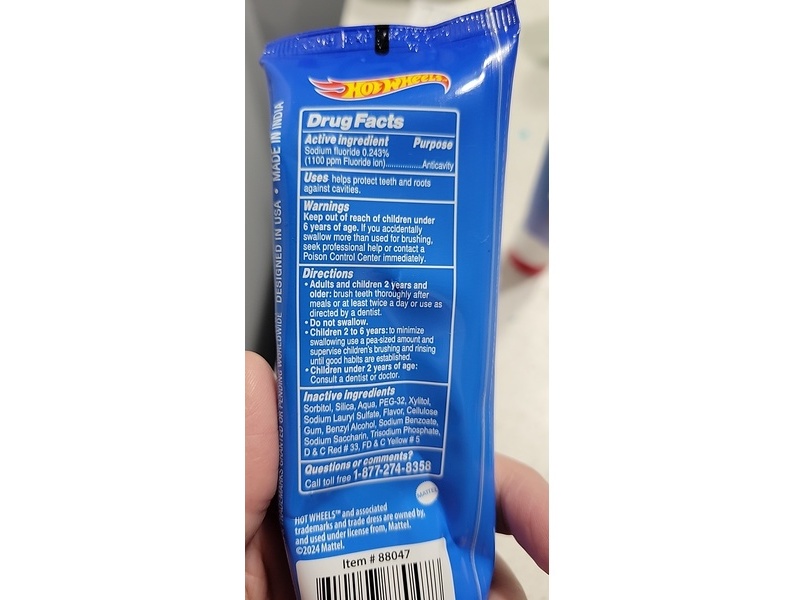 HOT WHEELS
Drug Facts
Active ingredient Purpose
Sodium fluoride 0.243%
(1100 ppm Fluoride ion)..................Anticavity
Uses helps protect teeth and roots
against cavities.
Warnings
Keep out of reach of children under
6 years of age. If you accidentally
swallow more than used for brushing,
seek professional help or contact a
Poison Control Center immediately.
Directions
• Adults and children 2 years and
older: brush teeth thoroughly after
meals or at least twice a day or use as
directed by a dentist.
• Do not swallow.
• Children 2 to 6 years: to minimize
swallowing use a pea-sized amount and
supervise children's brushing and rinsing
until good habits are established.
• Children under 2 years of age:
Consult a dentist or doctor.
Inactive ingredients
Sorbitol, Silica, Aqua, PEG-32, Xylitol,
Sodium Lauryl Sulfate, Flavor, Cellulose
Gum, Benzyl Alcohol, Sodium Benzoate,
Sodium Saccharin, Trisodium Phosphate,
D & C Red # 33, FD & C Yellow # 5
Questions or comments?
Call toll free 1-877-274-8358
MATTEL
HOT WHEELS™ and associated
trademarks and trade dress are owned by,
and used under license from, Mattel.
©2024 Mattel.
Item # 88047
TRADEMARKS GRANTED OR PENDING WORLDWIDE DESIGNED IN USA • MADE IN INDIA